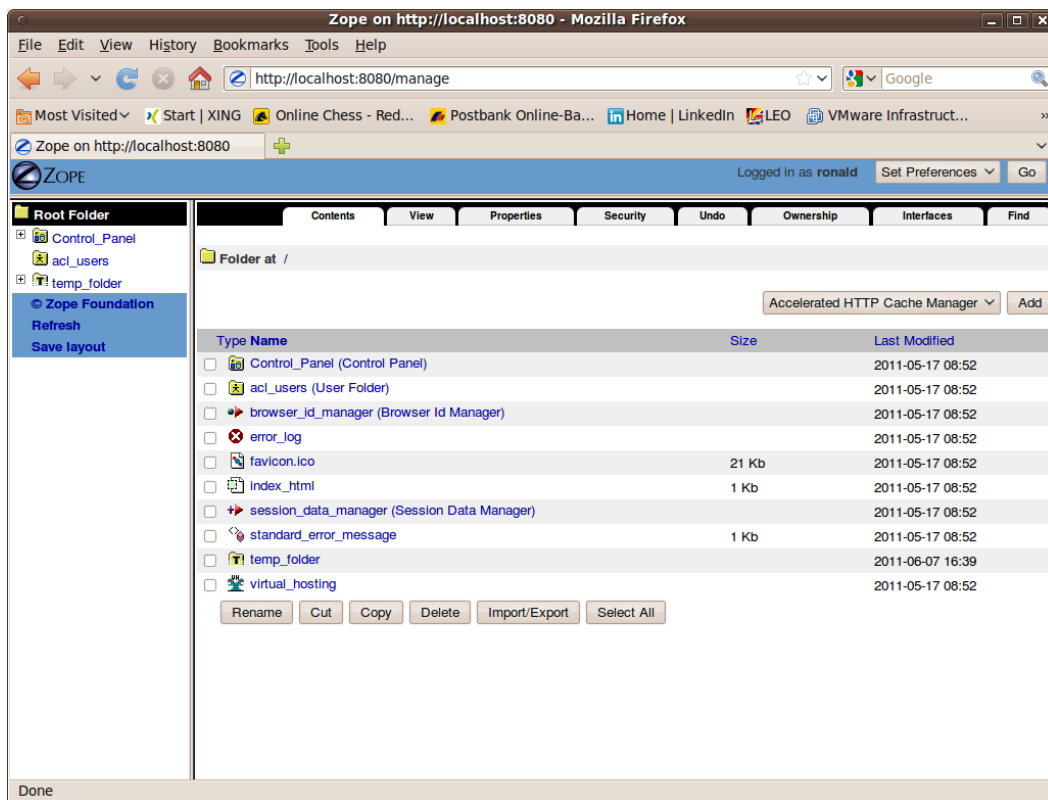 Zope on http://localhost:8080 - Mozilla Firefox
File Edit View History Bookmarks Tools Help
http://localhost:8080/manage Google
Most Visited Start | XING Online Chess - Red... Postbank Online-Ba... Home | LinkedIn LEO VMware Infrastruct... »
Zope on http://localhost:8080
ZOPE Logged in as ronald Set Preferences Go
Root Folder Contents View Properties Security Undo Ownership Interfaces Find
Control_Panel
acl_users Folder at /
temp_folder
© Zope Foundation Accelerated HTTP Cache Manager Add
Refresh
Save layout Type Name Size Last Modified
Control_Panel (Control Panel) 2011-05-17 08:52
acl_users (User Folder) 2011-05-17 08:52
browser_id_manager (Browser Id Manager) 2011-05-17 08:52
error_log 2011-05-17 08:52
favicon.ico 21 Kb 2011-05-17 08:52
index_html 1 Kb 2011-05-17 08:52
session_data_manager (Session Data Manager) 2011-05-17 08:52
standard_error_message 1 Kb 2011-05-17 08:52
temp_folder 2011-06-07 16:39
virtual_hosting 2011-05-17 08:52
Rename Cut Copy Delete Import/Export Select All
Done